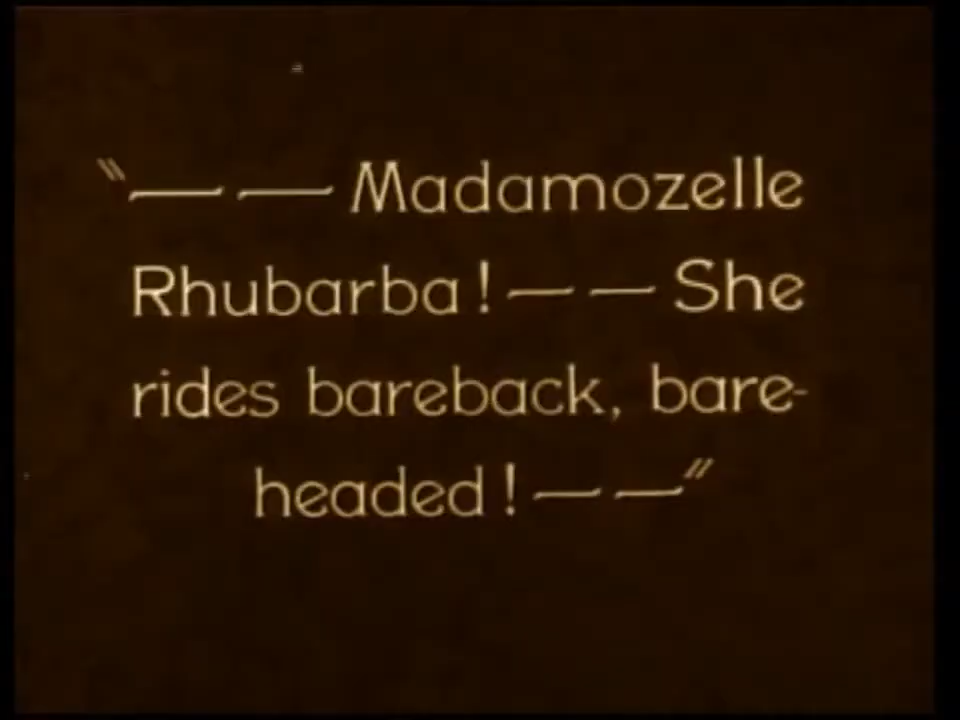 "— — Madamozelle
Rhubarba! — — She
rides bareback, bare-
headed! — —"